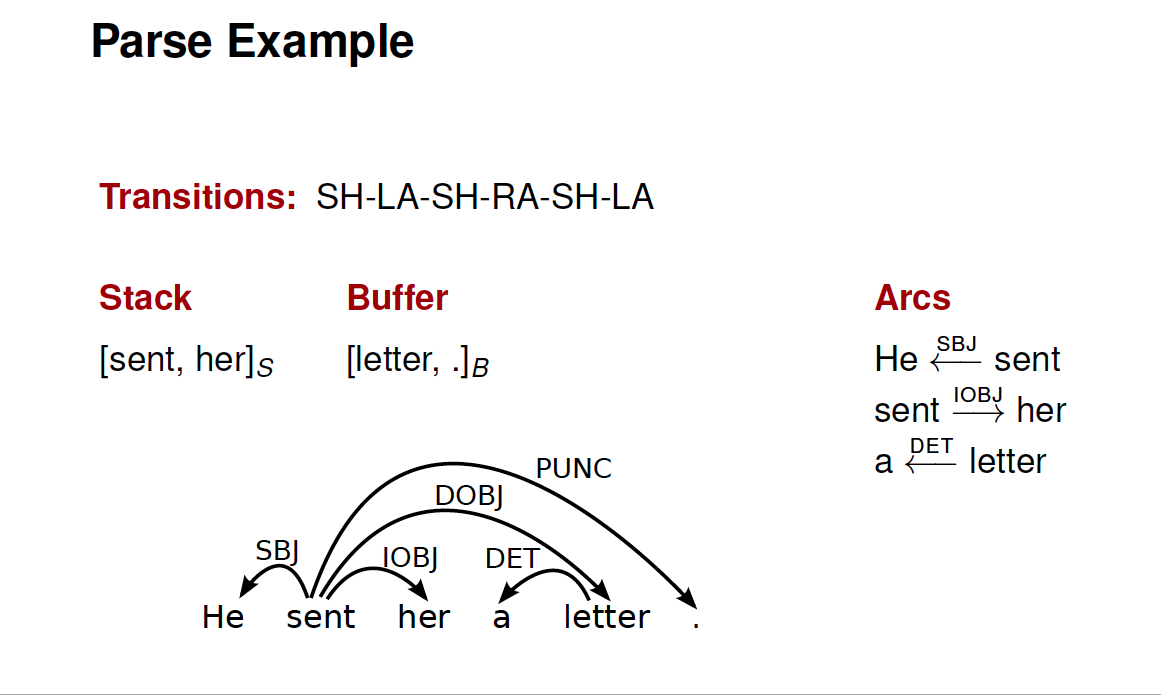 Parse Example
Transitions: SH-LA-SH-RA-SH-LA
Stack Buffer Arcs
[sent, her]S [letter, .]B He ←SBJ sent
sent →IOBJ her
a ←DET letter
PUNC
DOBJ
SBJ IOBJ DET
He sent her a letter .